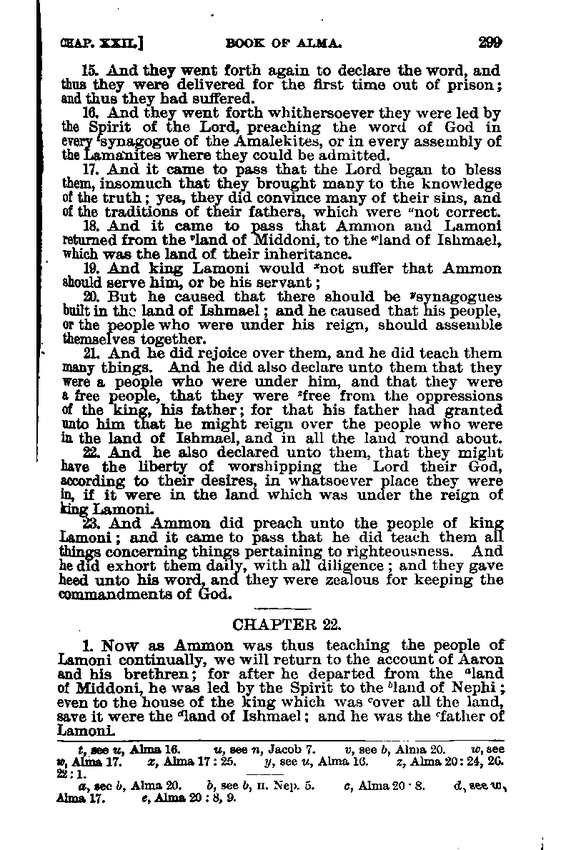 CHAP. XXII.] BOOK OF ALMA. 299
15. And they went forth again to declare the word, and
thus they were delivered for the first time out of prison;
and thus they had suffered.
16. And they went forth whithersoever they were led by
the Spirit of the Lord, preaching the word of God in
every ᵗsynagogue of the Amalekites, or in every assembly of
the Lamanites where they could be admitted.
17. And it came to pass that the Lord began to bless
them, insomuch that they brought many to the knowledge
of the truth; yea, they did convince many of their sins, and
of the traditions of their fathers, which were ᵘnot correct.
18. And it came to pass that Ammon and Lamoni
returned from the ᵛland of Middoni, to the ʷland of Ishmael,
which was the land of their inheritance.
19. And king Lamoni would ˣnot suffer that Ammon
should serve him, or be his servant;
20. But he caused that there should be ʸsynagogues
built in the land of Ishmael; and he caused that his people,
or the people who were under his reign, should assemble
themselves together.
21. And he did rejoice over them, and he did teach them
many things. And he did also declare unto them that they
were a people who were under him, and that they were
a free people, that they were ᶻfree from the oppressions
of the king, his father; for that his father had granted
unto him that he might reign over the people who were
in the land of Ishmael, and in all the land round about.
22. And he also declared unto them, that they might
have the liberty of worshipping the Lord their God,
according to their desires, in whatsoever place they were
in, if it were in the land which was under the reign of
king Lamoni.
23. And Ammon did preach unto the people of king
Lamoni; and it came to pass that he did teach them all
things concerning things pertaining to righteousness. And
he did exhort them daily, with all diligence; and they gave
heed unto his word, and they were zealous for keeping the
commandments of God.
CHAPTER 22.
1. Now as Ammon was thus teaching the people of
Lamoni continually, we will return to the account of Aaron
and his brethren; for after he departed from the ᵃland
of Middoni, he was led by the Spirit to the ᵇland of Nephi;
even to the house of the king which was ᶜover all the land,
save it were the ᵈland of Ishmael; and he was the ᵉfather of
Lamoni.
t, see u, Alma 16. u, see n, Jacob 7. v, see b, Alma 20. w, see
w, Alma 17. x, Alma 17:25. y, see u, Alma 16. z, Alma 20:24, 26.
22:1.
a, see b, Alma 20. b, see b, II. Nep. 5. c, Alma 20:8. d, see w,
Alma 17. e, Alma 20:8, 9.